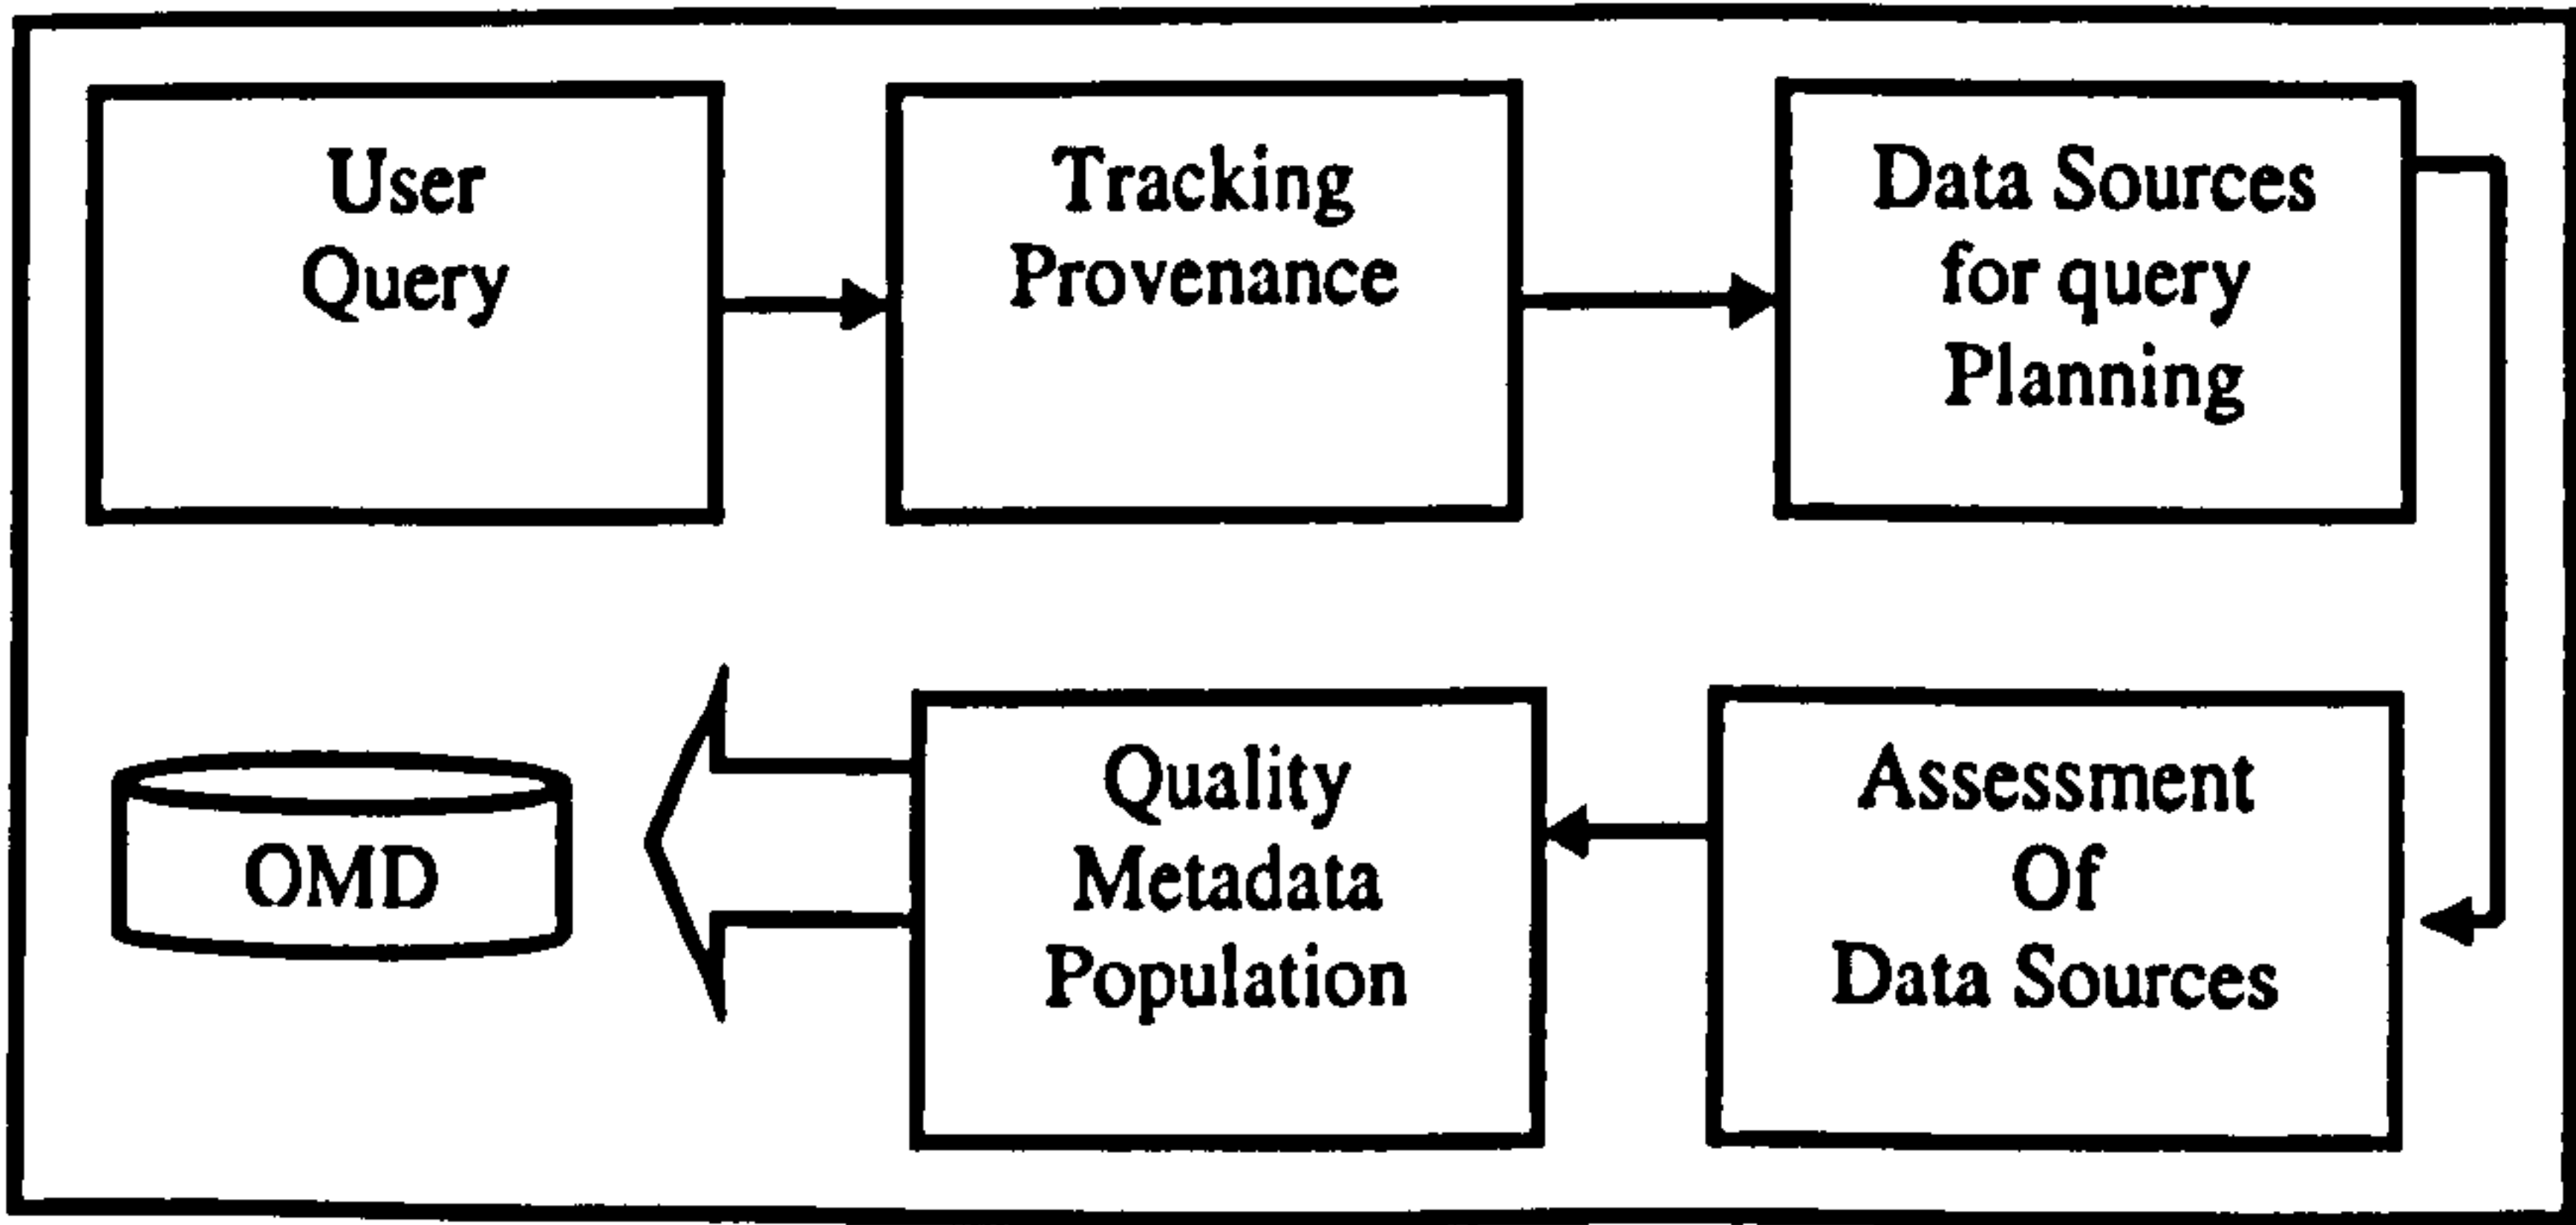 User
Query
Tracking
Provenance
Data Sources
for query
Planning
OMD
Quality
Metadata
Population
Assessment
Of
Data Sources